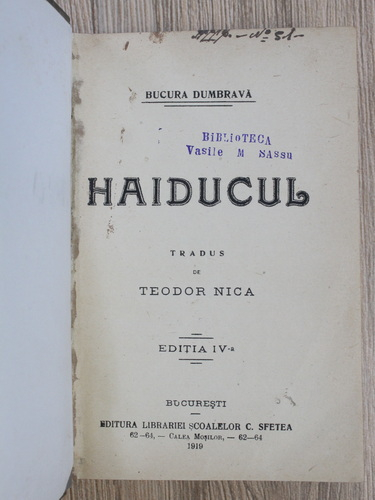 BUCURA DUMBRAVĂ
BIBLIOTECA
Vasile M SASSU
HAIDUCUL
TRADUS
DE
TEODOR NICA
EDIȚIA IV-a
BUCUREȘTI
EDITURA LIBRARIEI ȘCOALELOR C. SFETEA
62–64, — CALEA MOȘILOR, — 62–64
1919